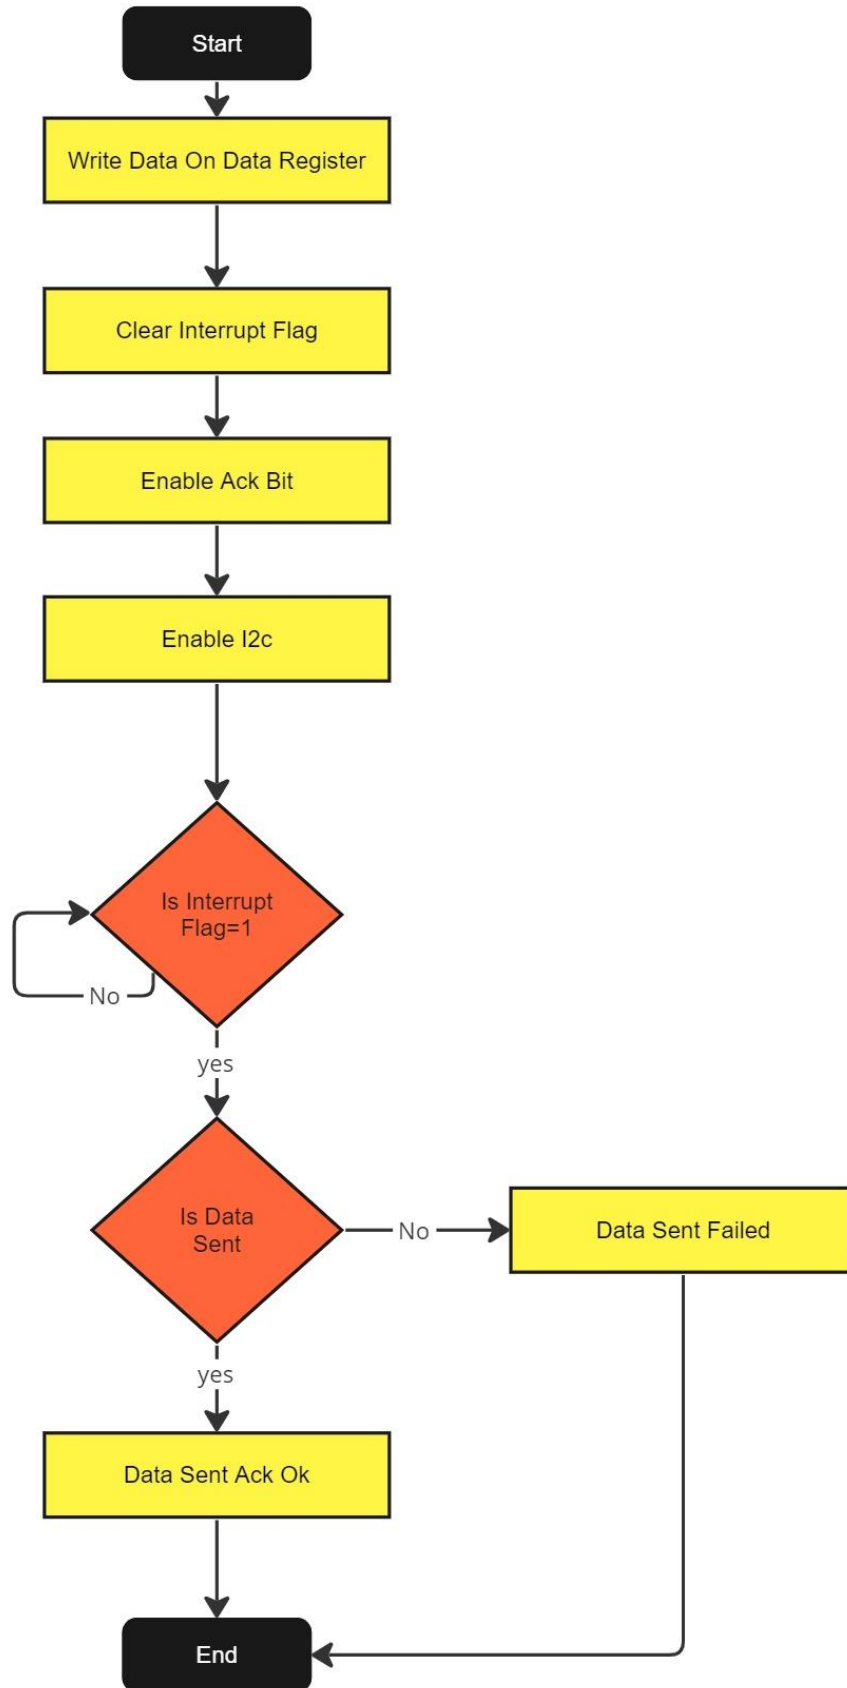 Start
Write Data On Data Register
Clear Interrupt Flag
Enable Ack Bit
Enable I2c
Is Interrupt
Flag=1
No
yes
Is Data
Sent
No
Data Sent Failed
yes
Data Sent Ack Ok
End